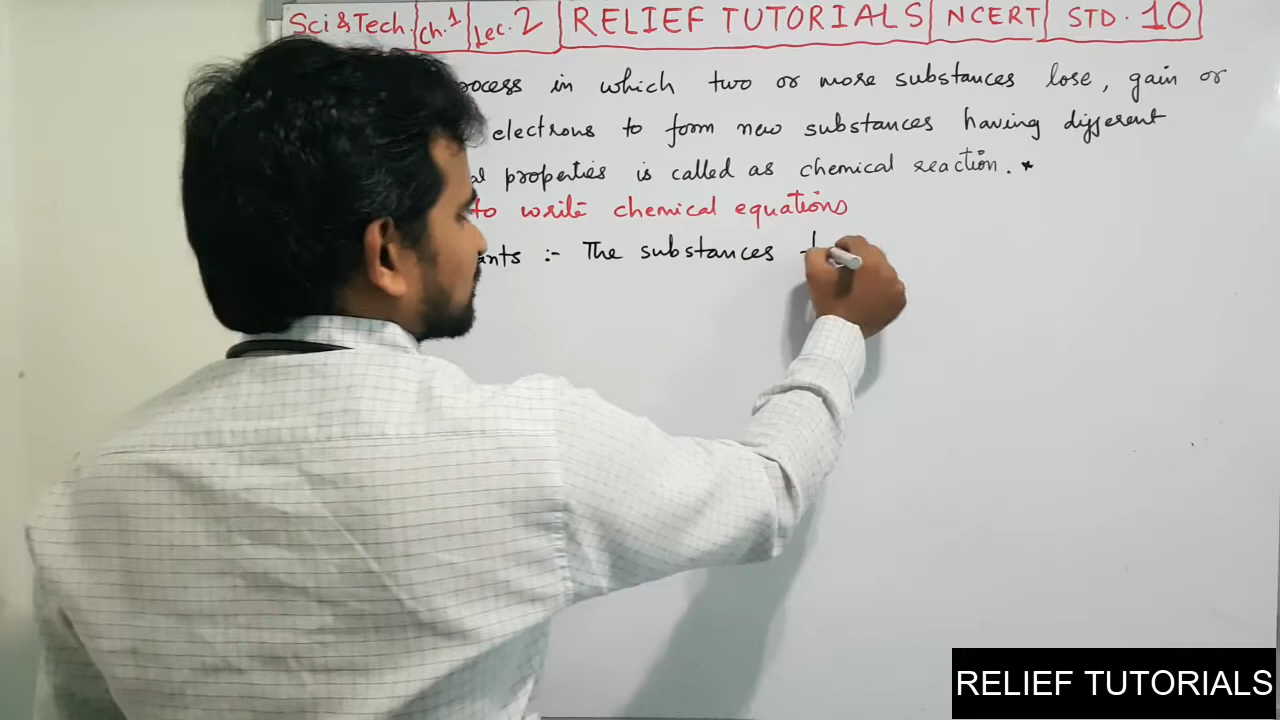 Sci & Tech. ch.1 Lec. 2 RELIEF TUTORIALS NCERT STD. 10
in which two or more substances lose, gain or
electrons to form new substances having different
properties is called as chemical reaction. *
to write chemical equations
:- The substances
RELIEF TUTORIALS